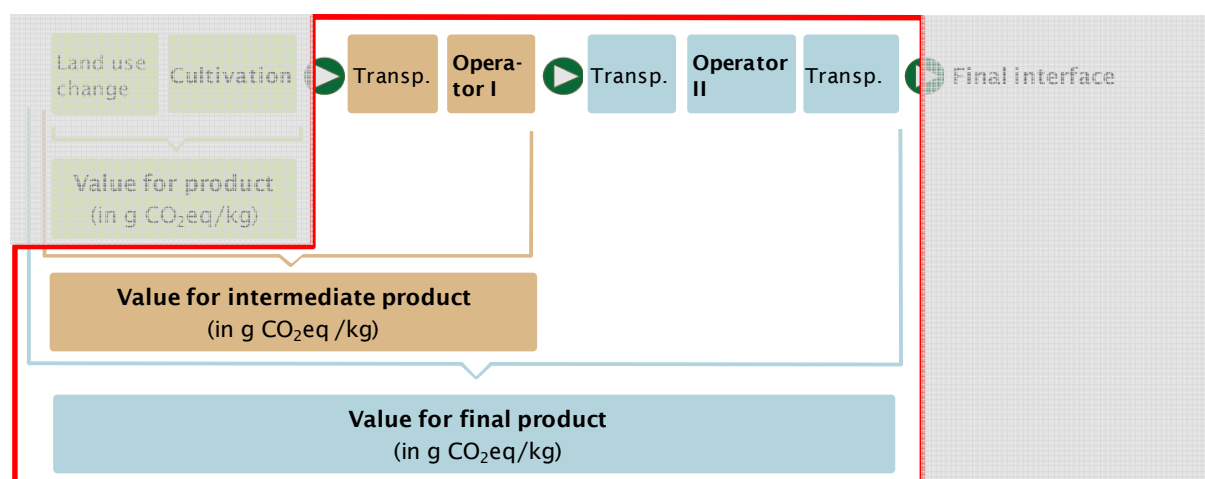 Land use
change
Cultivation
Transp.
Opera-
tor I
Transp.
Operator
II
Transp.
Final interface
Value for product
(in g CO₂eq/kg)
Value for intermediate product
(in g CO₂eq /kg)
Value for final product
(in g CO₂eq/kg)